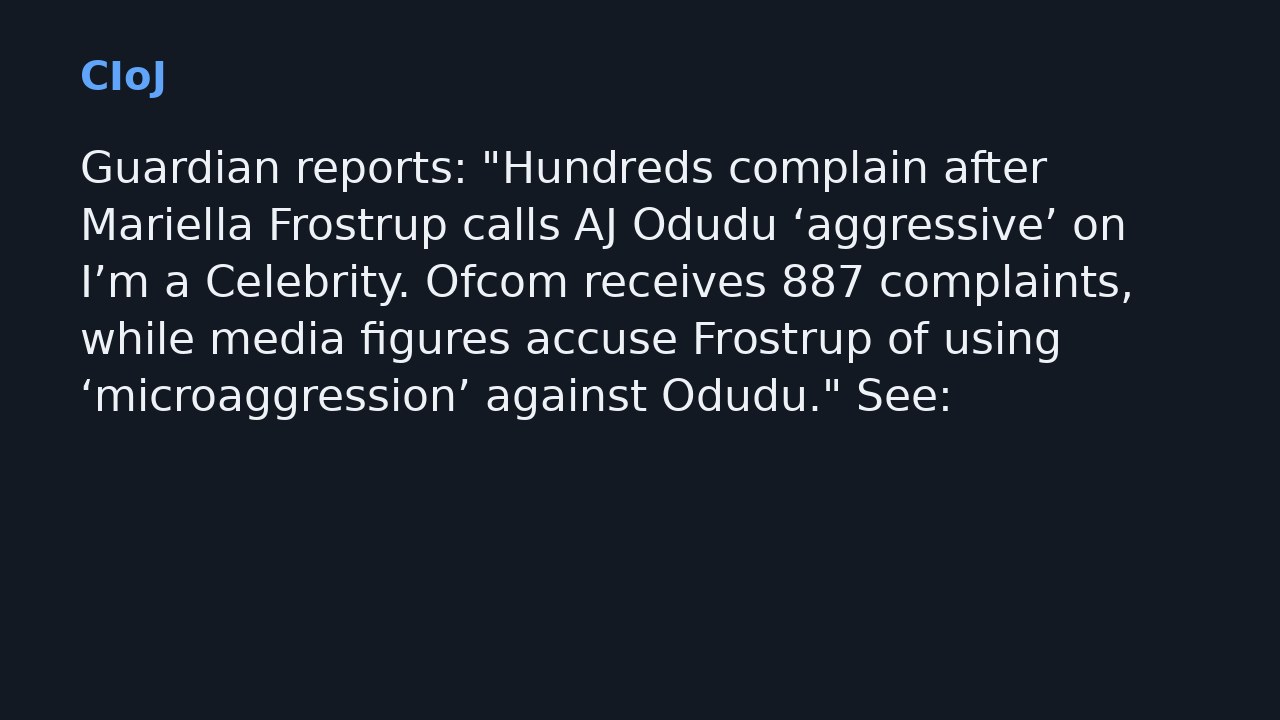 CIoJ
Guardian reports: "Hundreds complain after
Mariella Frostrup calls AJ Odudu ‘aggressive’ on
I’m a Celebrity. Ofcom receives 887 complaints,
while media figures accuse Frostrup of using
‘microaggression’ against Odudu." See: